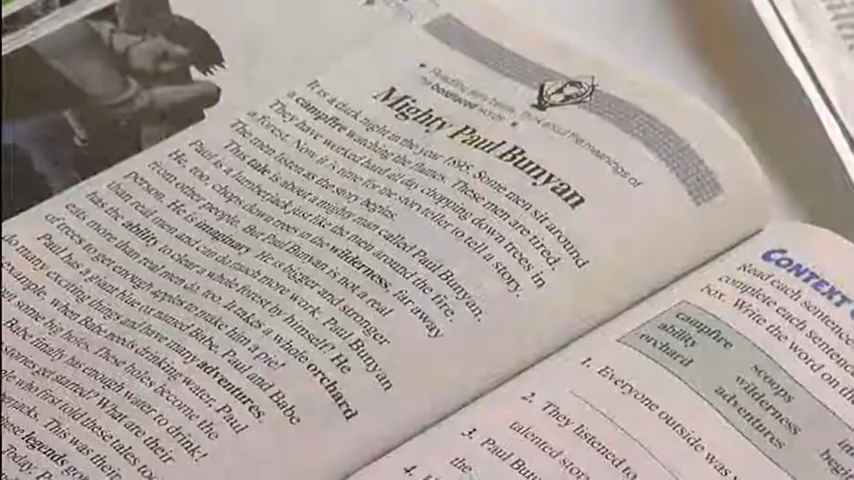 Reading
the meanings of
the boldfaced words.
Mighty Paul Bunyan
It is a dark night in the year 1895. Some men sit around
a campfire watching the flames. These men are tired.
They have worked hard all day chopping down trees in
a forest. Now it is time for the story teller to tell a story.
The men listen as the story begins.
This tale is about a mighty man called Paul Bunyan.
Paul is a lumberjack just like the men around the fire.
He, too, chops down trees in the wilderness, far away
from other people. But Paul Bunyan is not a real
person. He is imaginary. He is bigger and stronger
than real men and can do much more work. Paul Bunyan
eats more than real men do, too. It takes a whole orchard
of trees to get enough apples to make him a pie!
has the ability to clear a whole forest by himself! He
Paul has a giant blue ox named Babe. Paul and Babe
do many exciting things and have many adventures.
example, when Babe needs drinking water, Paul
some big holes. These holes become the
Babe finally has enough water to drink!
stories get started? What are their
who first told these tales to
This was their
these legends
Today, P
CONTEXT
Read each sentence
complete each sentence
box. Write the word on the
campfire
ability
orchard
scoops
wilderness
adventures
1. Everyone outside was
2. They listened to
talented story
3. Paul Bun
the
4.